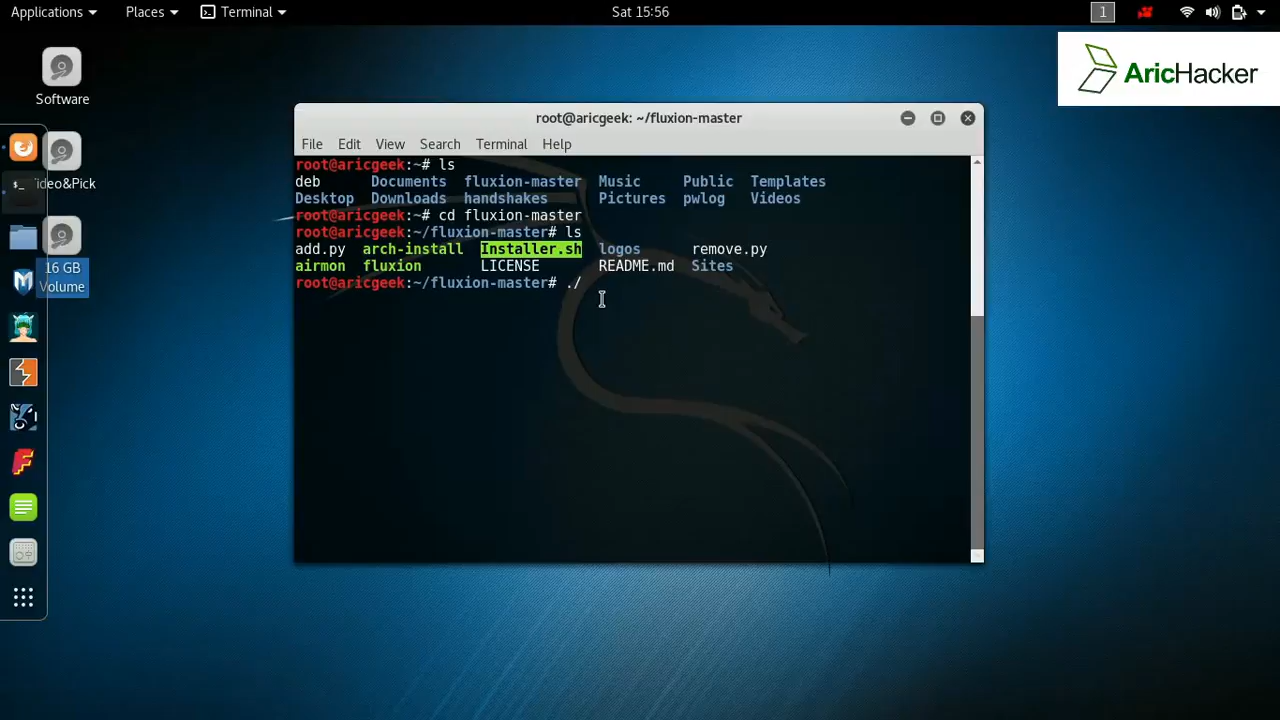 Applications
Places
Terminal
Sat 15:56
1
AricHacker
Software
ideo&Pick
16 GB
Volume
root@aricgeek: ~/fluxion-master
File Edit View Search Terminal Help
root@aricgeek:~# ls
deb Documents fluxion-master Music Public Templates
Desktop Downloads handshakes Pictures pwlog Videos
root@aricgeek:~# cd fluxion-master
root@aricgeek:~/fluxion-master# ls
add.py arch-install Installer.sh logos remove.py
airmon fluxion LICENSE README.md Sites
root@aricgeek:~/fluxion-master# ./